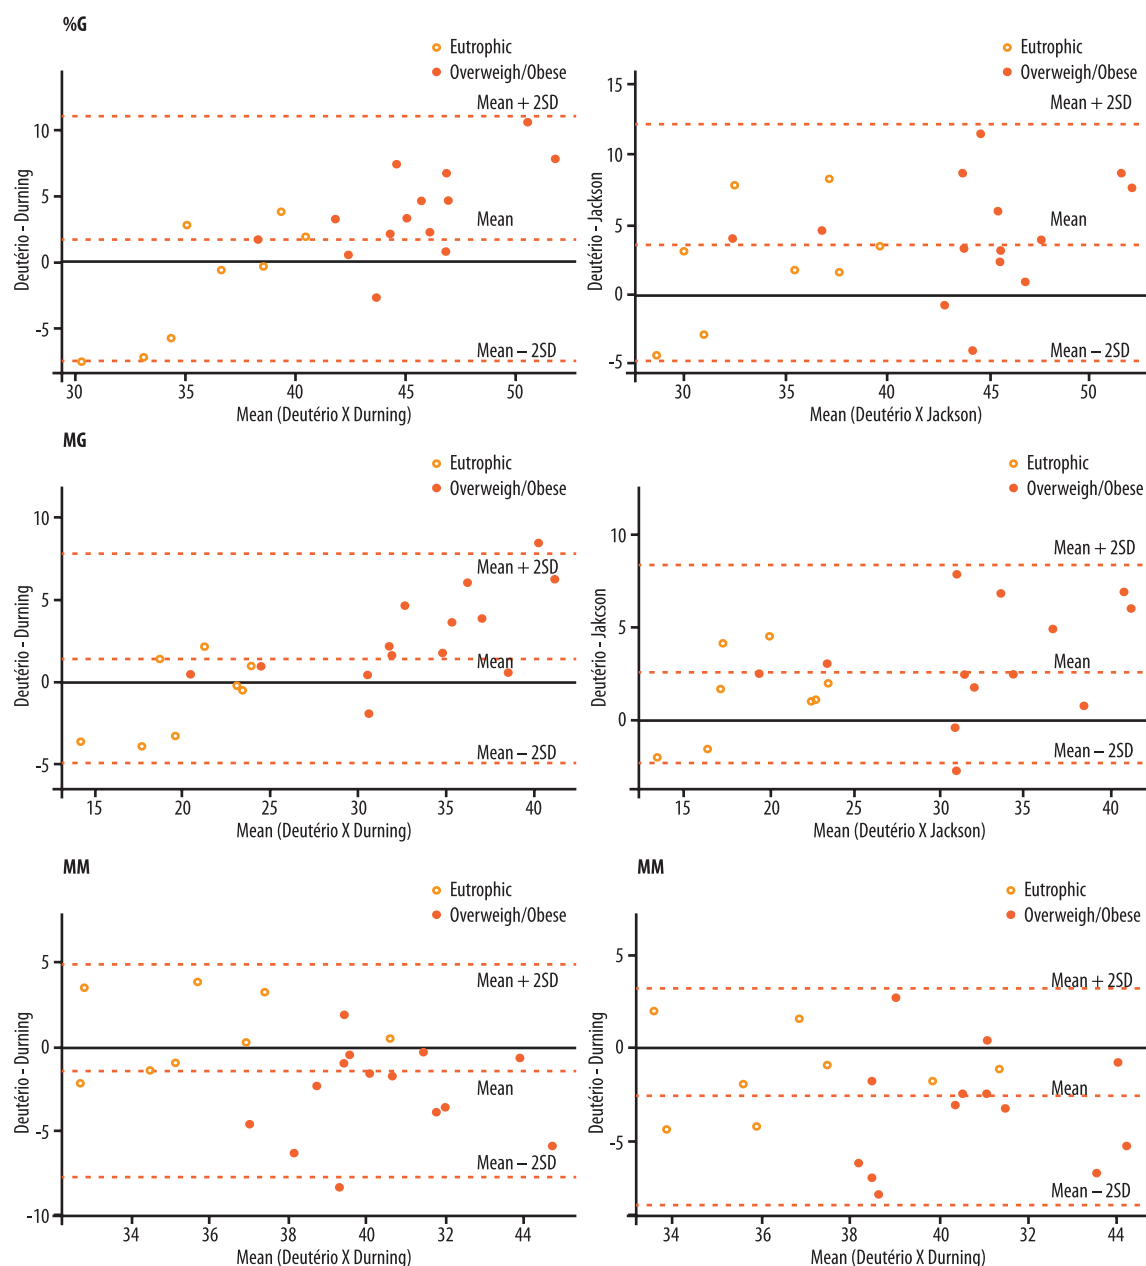 %G
Eutrophic
Overweigh/Obese
Mean + 2SD
Mean
Mean – 2SD
10
5
0
-5
Deutério - Durning
30 35 40 45 50
Mean (Deutério X Durning)
Eutrophic
Overweigh/Obese
Mean + 2SD
Mean
Mean – 2SD
15
10
5
0
-5
Deutério - Jackson
30 35 40 45 50
Mean (Deutério X Jackson)
MG
Eutrophic
Overweigh/Obese
Mean + 2SD
Mean
Mean – 2SD
10
5
0
-5
Deutério - Durning
15 20 25 30 35 40
Mean (Deutério X Durning)
Eutrophic
Overweigh/Obese
Mean + 2SD
Mean
Mean – 2SD
10
5
0
Deutério - Jakcson
15 20 25 30 35 40
Mean (Deutério X Jackson)
MM
Eutrophic
Overweigh/Obese
Mean + 2SD
Mean
Mean – 2SD
5
0
-5
-10
Deutério - Durning
34 36 38 40 32 44
Mean (Deutério X Durning)
MM
Eutrophic
Overweigh/Obese
Mean + 2SD
Mean
Mean – 2SD
5
0
-5
Deutério - Durning
34 36 38 40 32 44
Mean (Deutério X Durning)